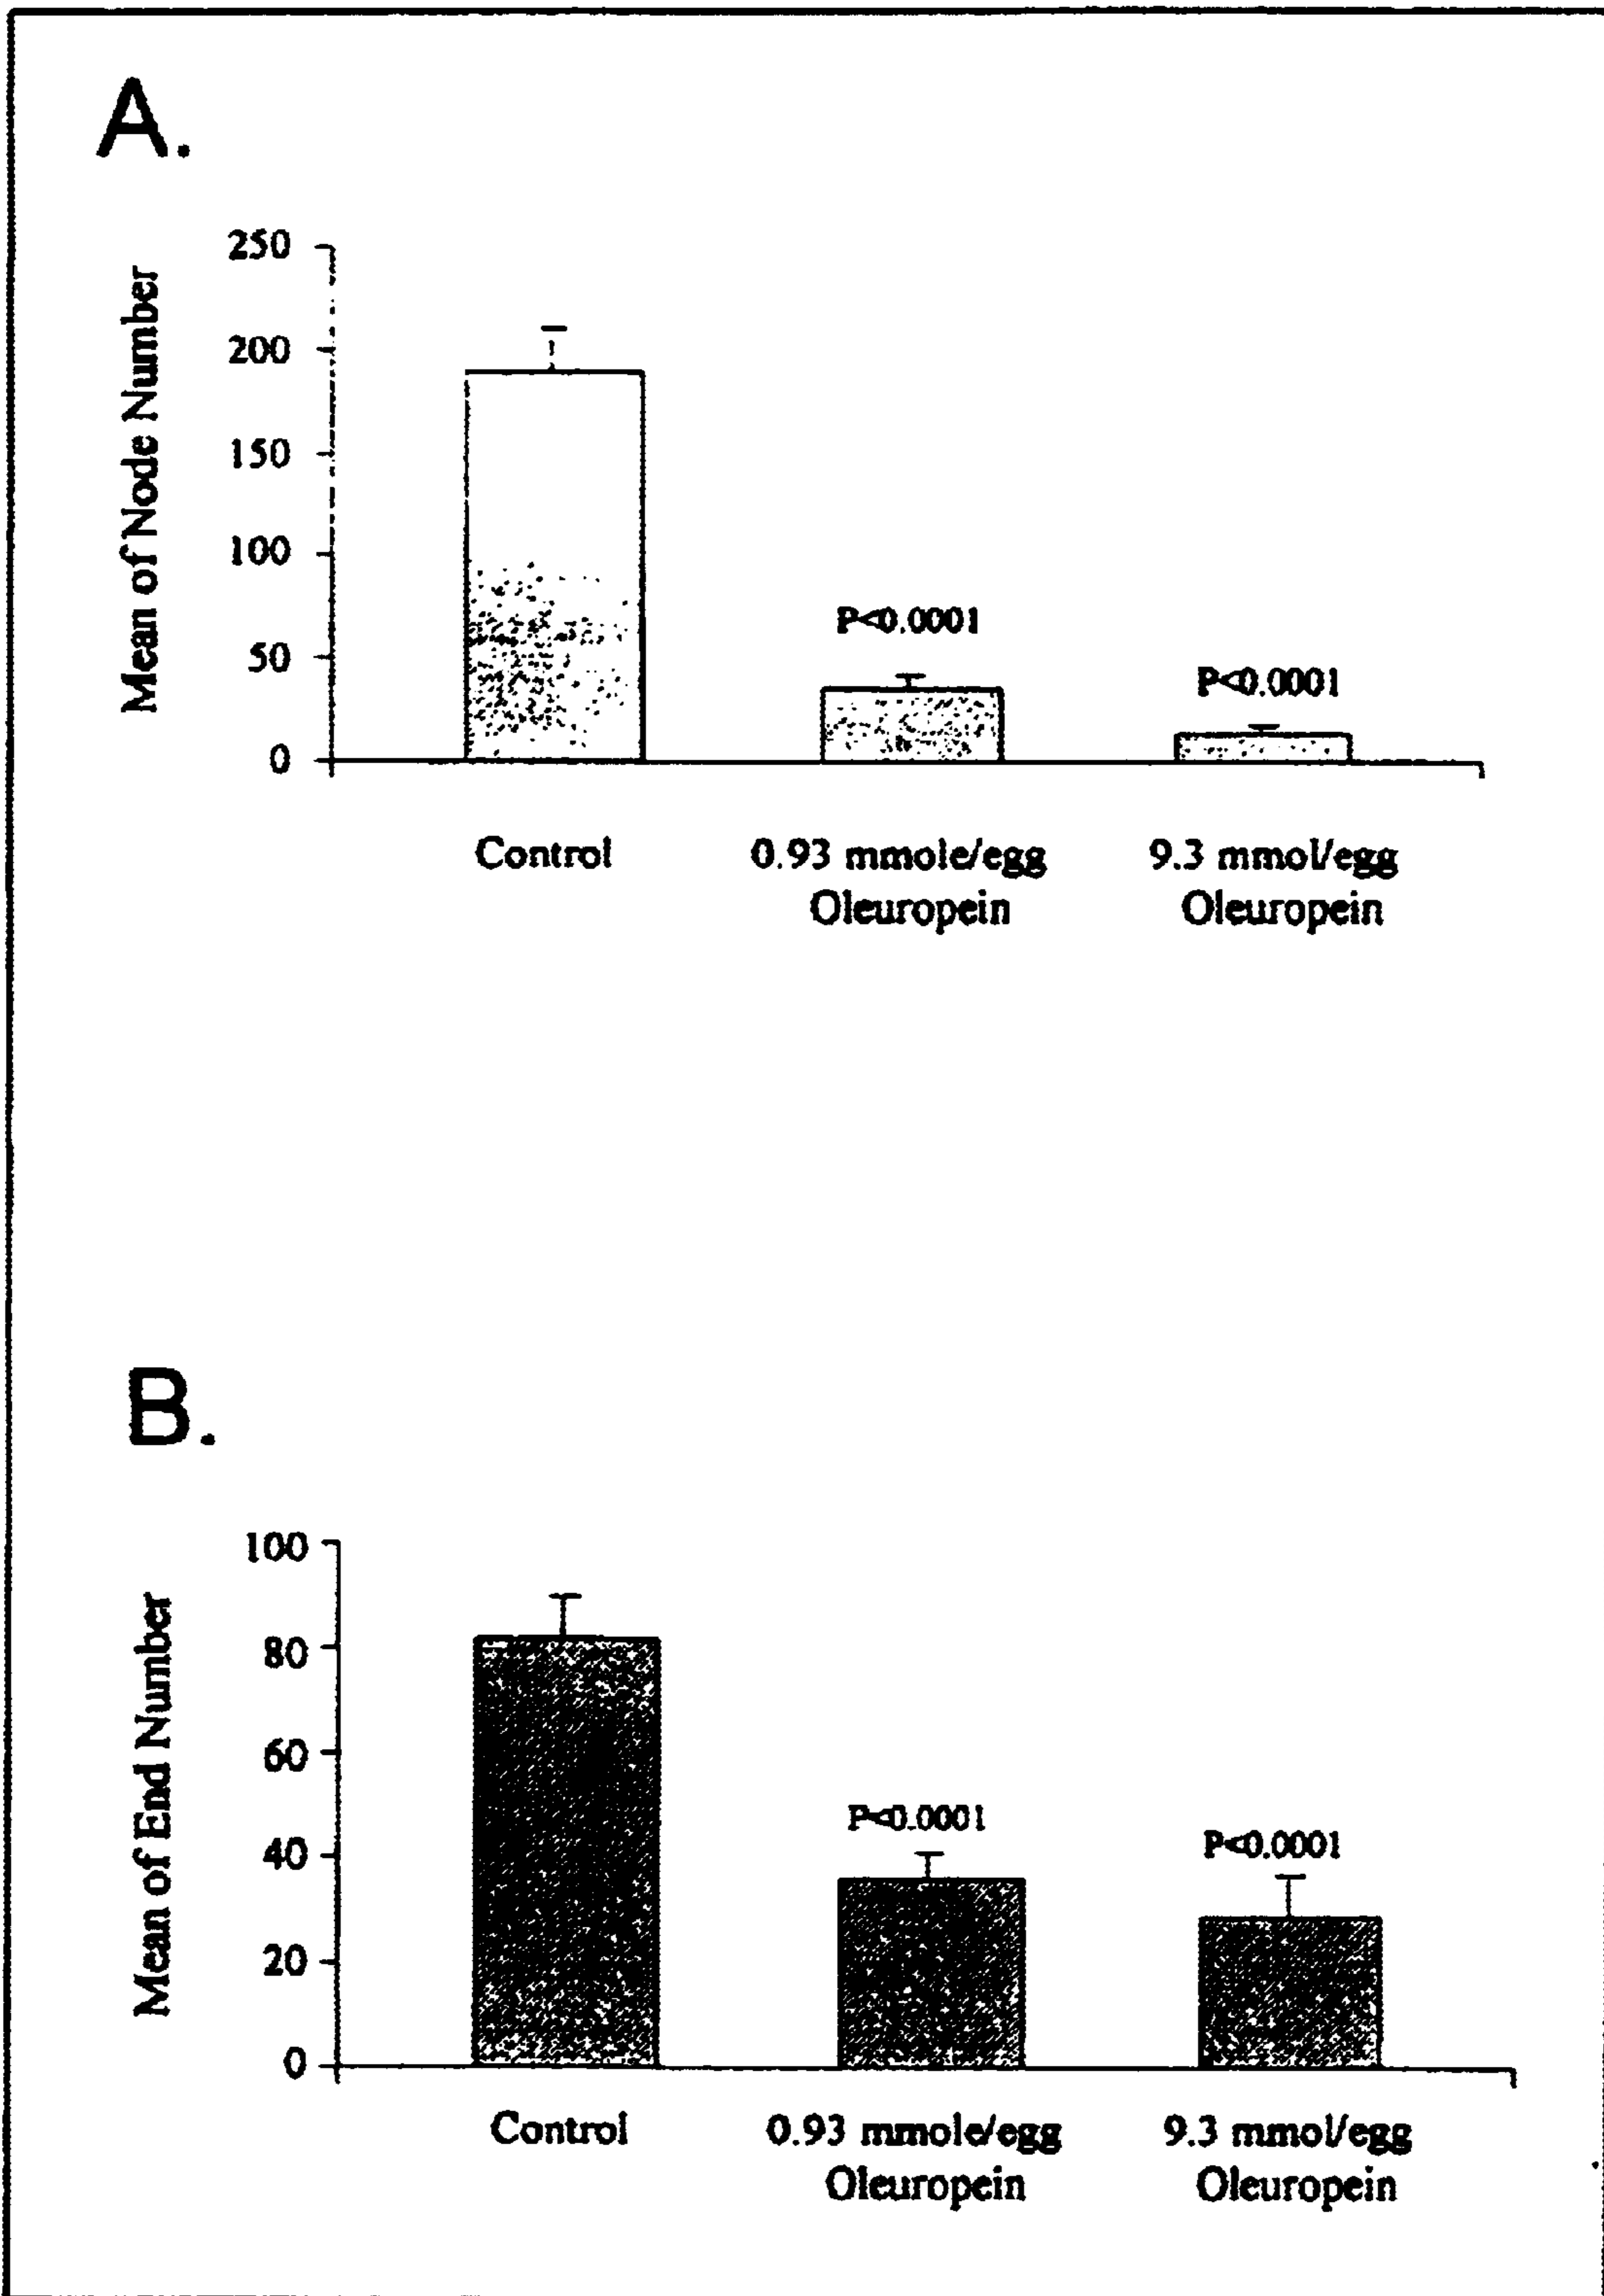 A.
Mean of Node Number
250
200
150
100
50
0
P<0.0001
P<0.0001
Control
0.93 mmole/egg
Oleuropein
9.3 mmol/egg
Oleuropein
B.
Mean of End Number
100
80
60
40
20
0
P<0.0001
P<0.0001
Control
0.93 mmole/egg
Oleuropein
9.3 mmol/egg
Oleuropein